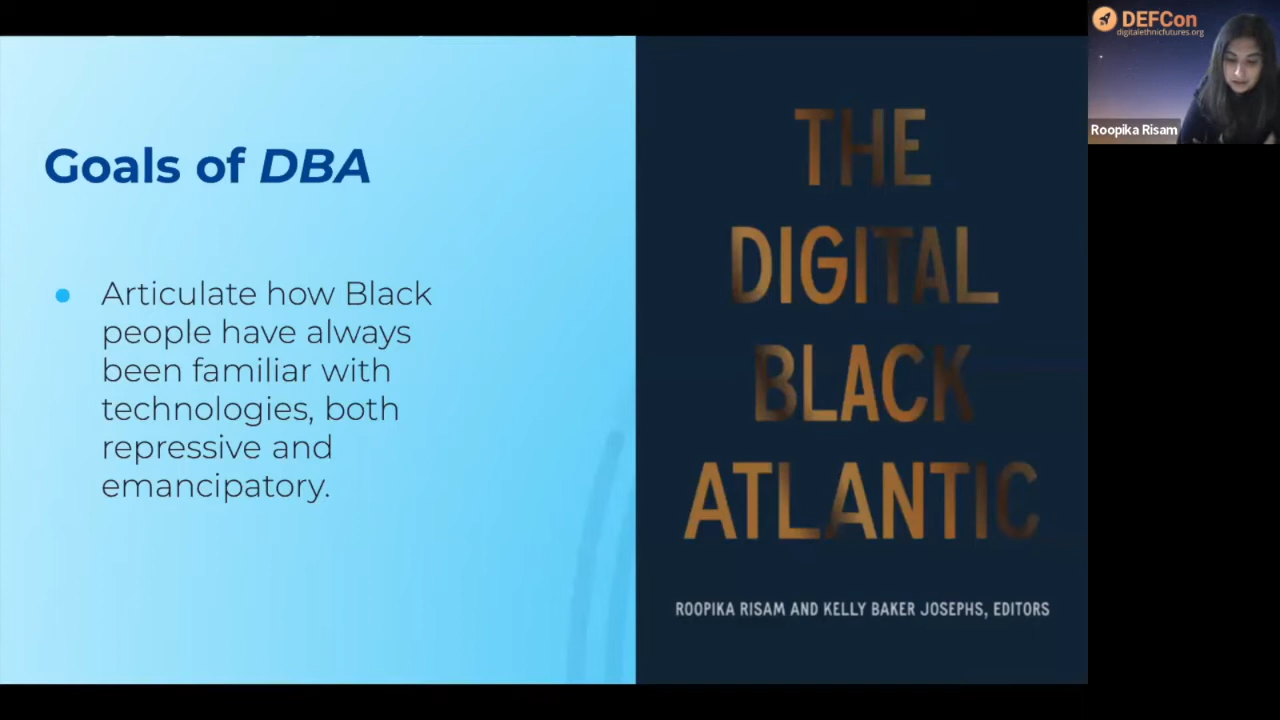 Goals of DBA
● Articulate how Black
people have always
been familiar with
technologies, both
repressive and
emancipatory.
THE
DIGITAL
BLACK
ATLANTIC
ROOPIKA RISAM AND KELLY BAKER JOSEPHS, EDITORS
DEFCon
digitalethnicfutures.org
Roopika Risam